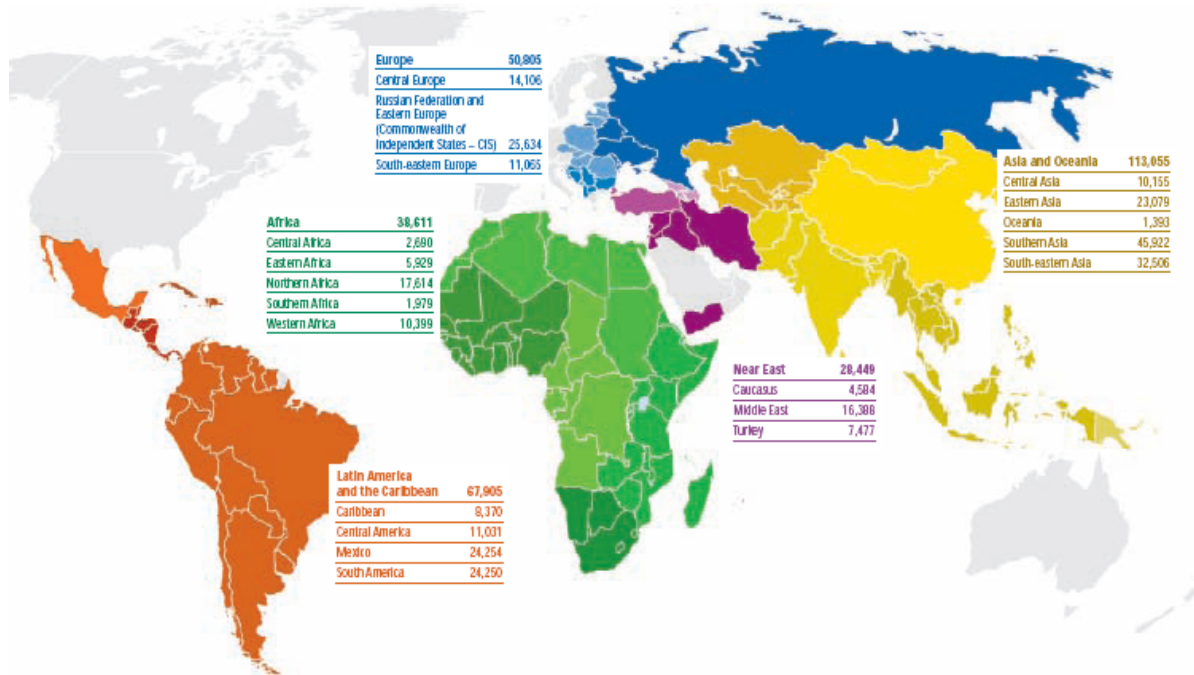 Europe 50,805
Central Europe 14,106
Russian Federation and
Eastern Europe
(Commonwealth of
Independent States – CIS) 25,634
South-eastern Europe 11,065
Asia and Oceania 113,055
Central Asia 10,155
Eastern Asia 23,079
Oceania 1,393
Southern Asia 45,922
South-eastern Asia 32,506
Africa 38,611
Central Africa 2,690
Eastern Africa 5,929
Northern Africa 17,614
Southern Africa 1,979
Western Africa 10,399
Near East 28,449
Caucasus 4,584
Middle East 16,388
Turkey 7,477
Latin America
and the Caribbean 67,905
Caribbean 8,370
Central America 11,031
Mexico 24,254
South America 24,250